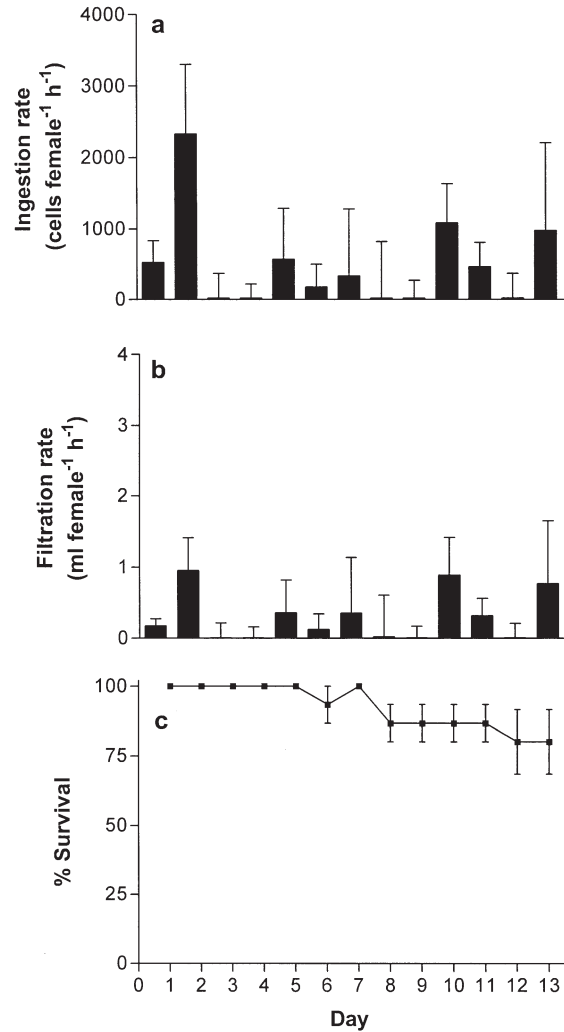 a
4000
3000
2000
1000
0
Ingestion rate
(cells female⁻¹ h⁻¹)
b
4
3
2
1
0
Filtration rate
(ml female⁻¹ h⁻¹)
c
100
75
50
25
0
% Survival
0 1 2 3 4 5 6 7 8 9 10 11 12 13
Day